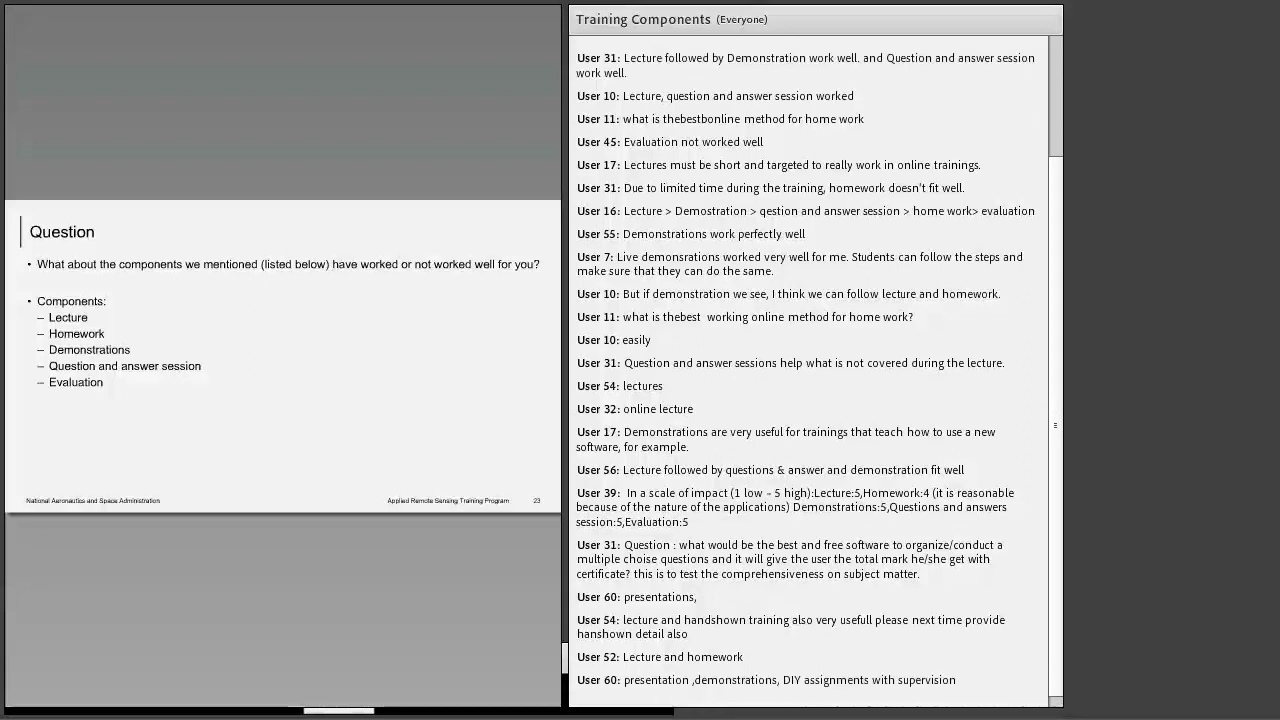 Question
• What about the components we mentioned (listed below) have worked or not worked well for you?
• Components:
– Lecture
– Homework
– Demonstrations
– Question and answer session
– Evaluation
National Aeronautics and Space Administration
Applied Remote Sensing Training Program
23
Training Components (Everyone)
User 31: Lecture followed by Demonstration work well. and Question and answer session
work well.
User 10: Lecture, question and answer session worked
User 11: what is thebestbonline method for home work
User 45: Evaluation not worked well
User 17: Lectures must be short and targeted to really work in online trainings.
User 31: Due to limited time during the training, homework doesn't fit well.
User 16: Lecture > Demostration > qestion and answer session > home work> evaluation
User 55: Demonstrations work perfectly well
User 7: Live demonsrations worked very well for me. Students can follow the steps and
make sure that they can do the same.
User 10: But if demonstration we see, I think we can follow lecture and homework.
User 11: what is thebest  working online method for home work?
User 10: easily
User 31: Question and answer sessions help what is not covered during the lecture.
User 54: lectures
User 32: online lecture
User 17: Demonstrations are very useful for trainings that teach how to use a new
software, for example.
User 56: Lecture followed by questions & answer and demonstration fit well
User 39:  In a scale of impact (1 low - 5 high):Lecture:5,Homework:4 (it is reasonable
because of the nature of the applications) Demonstrations:5,Questions and answers
session:5,Evaluation:5
User 31: Question : what would be the best and free software to organize/conduct a
multiple choise questions and it will give the user the total mark he/she get with
certificate? this is to test the comprehensiveness on subject matter.
User 60: presentations,
User 54: lecture and handshown training also very usefull please next time provide
hanshown detail also
User 52: Lecture and homework
User 60: presentation ,demonstrations, DIY assignments with supervision